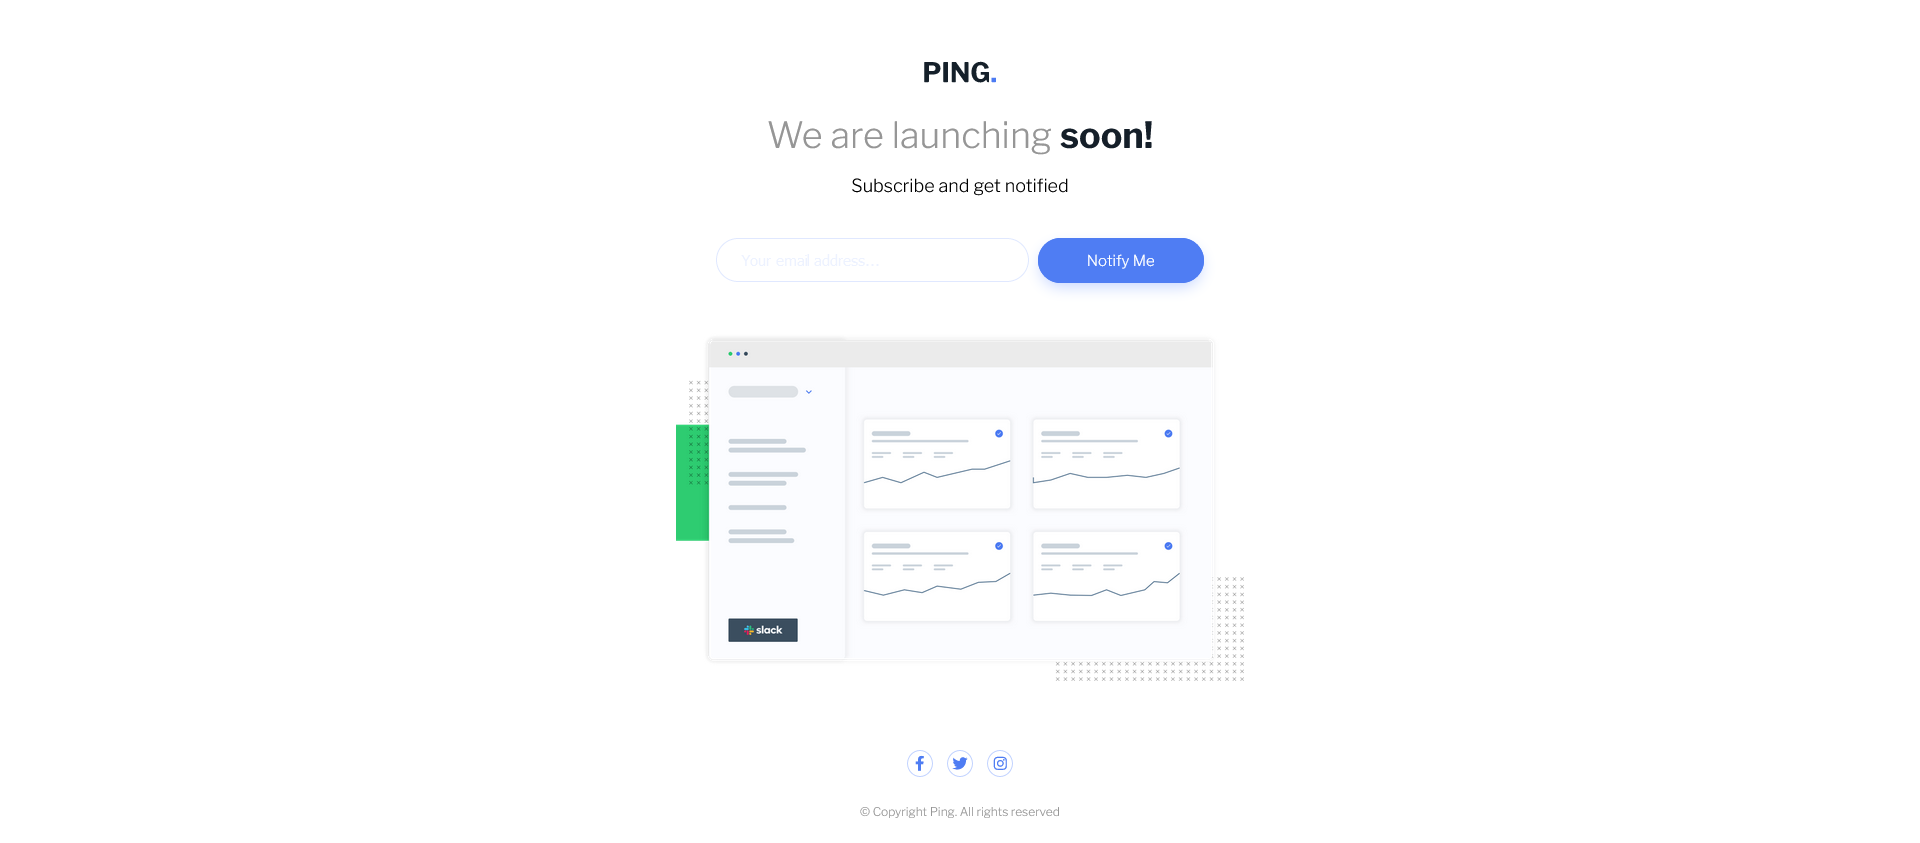 PING.
We are launching soon!
Subscribe and get notified
Your email address...
Notify Me
slack
© Copyright Ping. All rights reserved